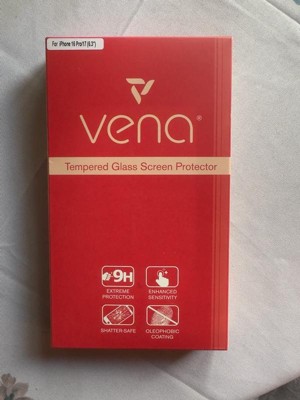 For iPhone 16 Pro/17 (6.3")
vena®
Tempered Glass Screen Protector
9H
EXTREME
PROTECTION
ENHANCED
SENSITIVITY
SHATTER-SAFE
OLEOPHOBIC
COATING